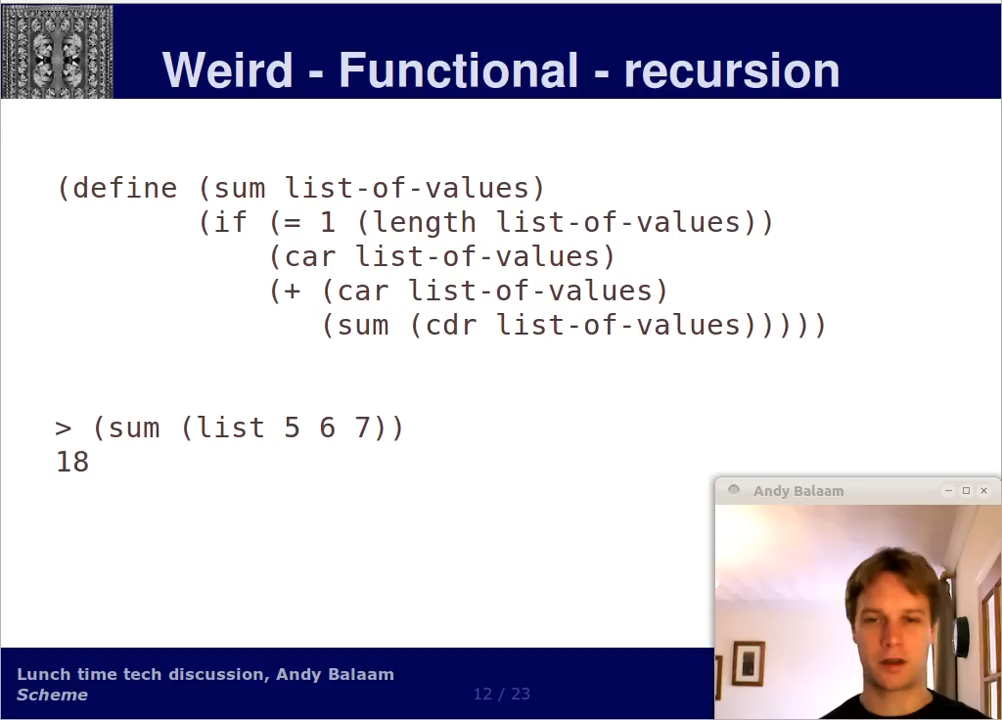 Weird - Functional - recursion
(define (sum list-of-values)
(if (= 1 (length list-of-values))
(car list-of-values)
(+ (car list-of-values)
(sum (cdr list-of-values)))))
> (sum (list 5 6 7))
18
Andy Balaam
Lunch time tech discussion, Andy Balaam
Scheme
12 / 23